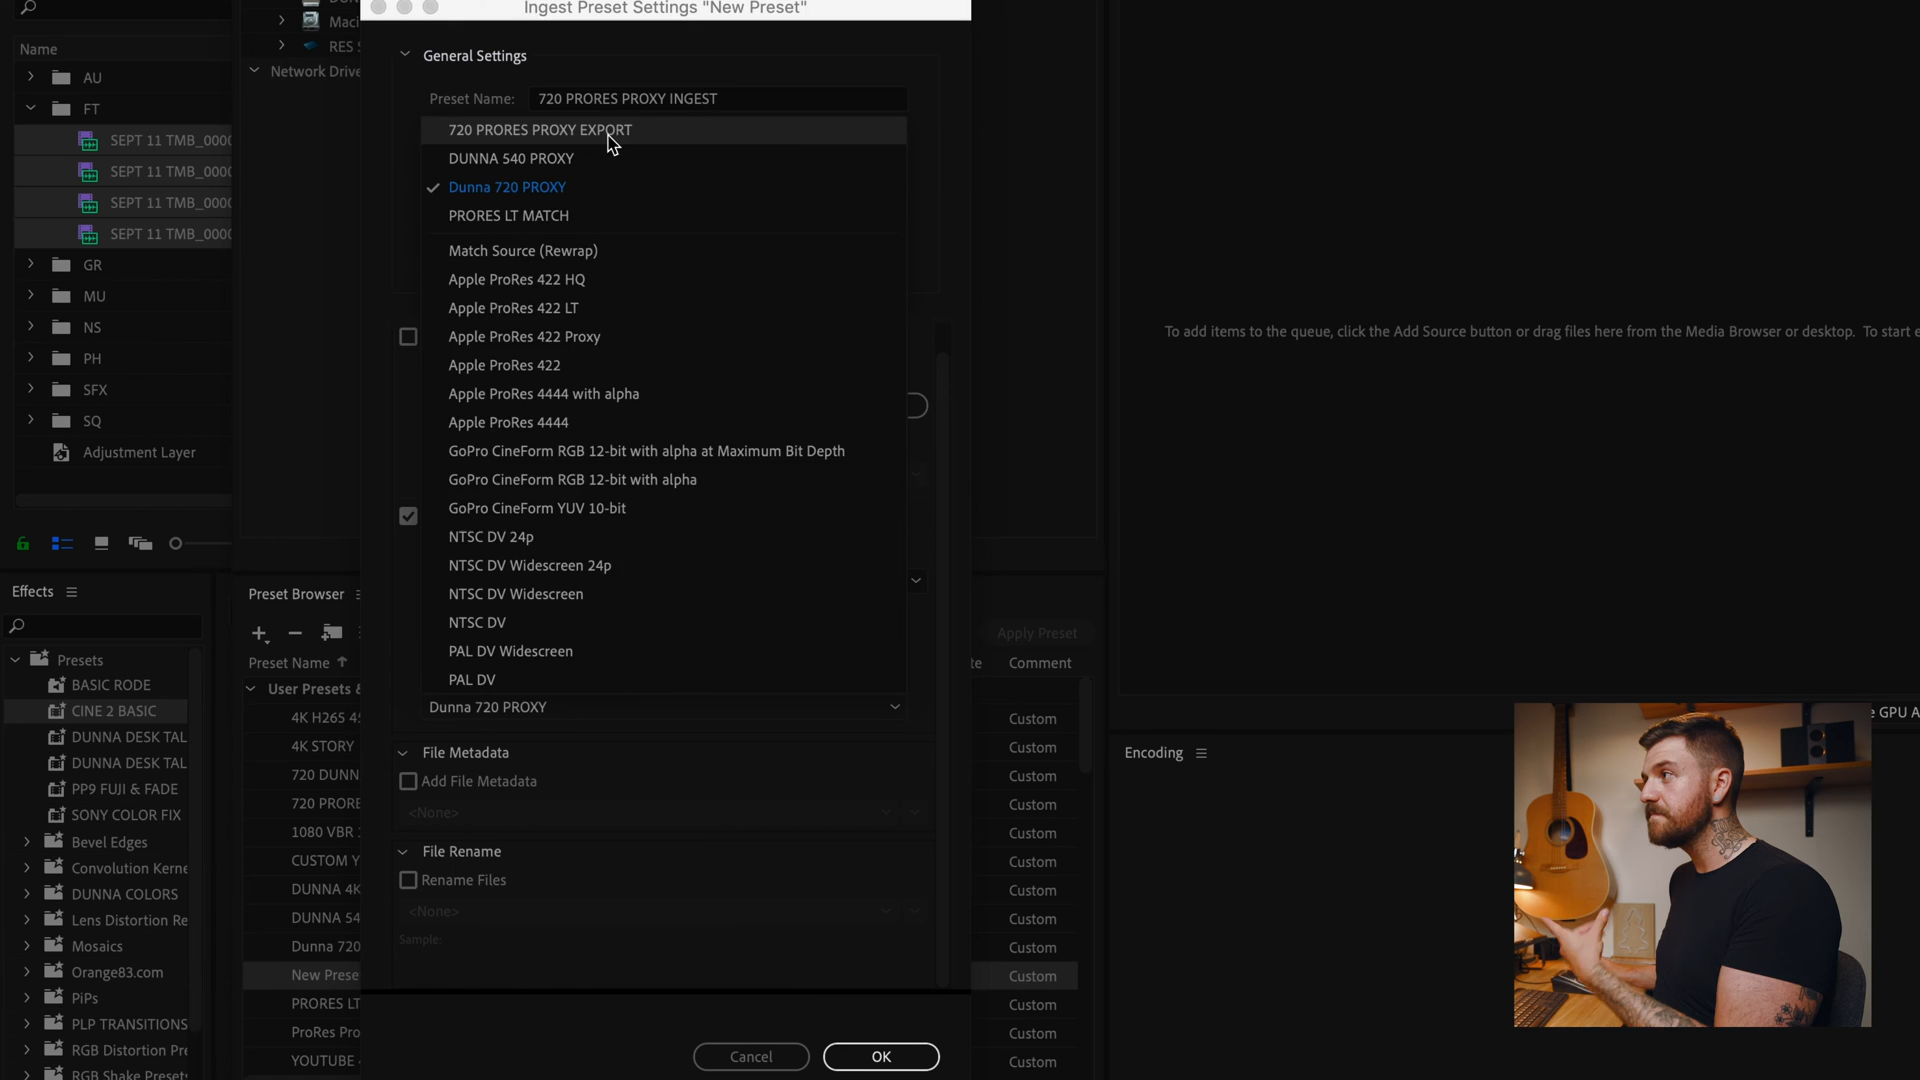 Ingest Preset Settings "New Preset"
Maci
RES S
Network Drive
Name
AU
FT
SEPT 11 TMB_0000
SEPT 11 TMB_0000
SEPT 11 TMB_0000
SEPT 11 TMB_0000
GR
MU
NS
PH
SFX
SQ
Adjustment Layer
General Settings
Preset Name: 720 PRORES PROXY INGEST
720 PRORES PROXY EXPORT
DUNNA 540 PROXY
Dunna 720 PROXY
PRORES LT MATCH
Match Source (Rewrap)
Apple ProRes 422 HQ
Apple ProRes 422 LT
Apple ProRes 422 Proxy
Apple ProRes 422
Apple ProRes 4444 with alpha
Apple ProRes 4444
GoPro CineForm RGB 12-bit with alpha at Maximum Bit Depth
GoPro CineForm RGB 12-bit with alpha
GoPro CineForm YUV 10-bit
NTSC DV 24p
NTSC DV Widescreen 24p
NTSC DV Widescreen
NTSC DV
PAL DV Widescreen
PAL DV
Dunna 720 PROXY
File Metadata
Add File Metadata
<None>
File Rename
Rename Files
<None>
Sample:
Cancel
OK
To add items to the queue, click the Add Source button or drag files here from the Media Browser or desktop. To start e
Effects
Presets
BASIC RODE
CINE 2 BASIC
DUNNA DESK TAL
DUNNA DESK TAL
PP9 FUJI & FADE
SONY COLOR FIX
Bevel Edges
Convolution Kerne
DUNNA COLORS
Lens Distortion Re
Mosaics
Orange83.com
PiPs
PLP TRANSITIONS
RGB Distortion Pre
RGB Shake Presets
Preset Browser
Apply Preset
Preset Name
te
Comment
User Presets &
4K H265 45
Custom
4K STORY
Custom
720 DUNN
Custom
720 PRORE
Custom
1080 VBR 1
Custom
CUSTOM Y
Custom
DUNNA 4K
Custom
DUNNA 54
Custom
Dunna 720
Custom
New Prese
Custom
PRORES LT
Custom
ProRes Pro
Custom
YOUTUBE 4
Custom
e GPU A
Encoding